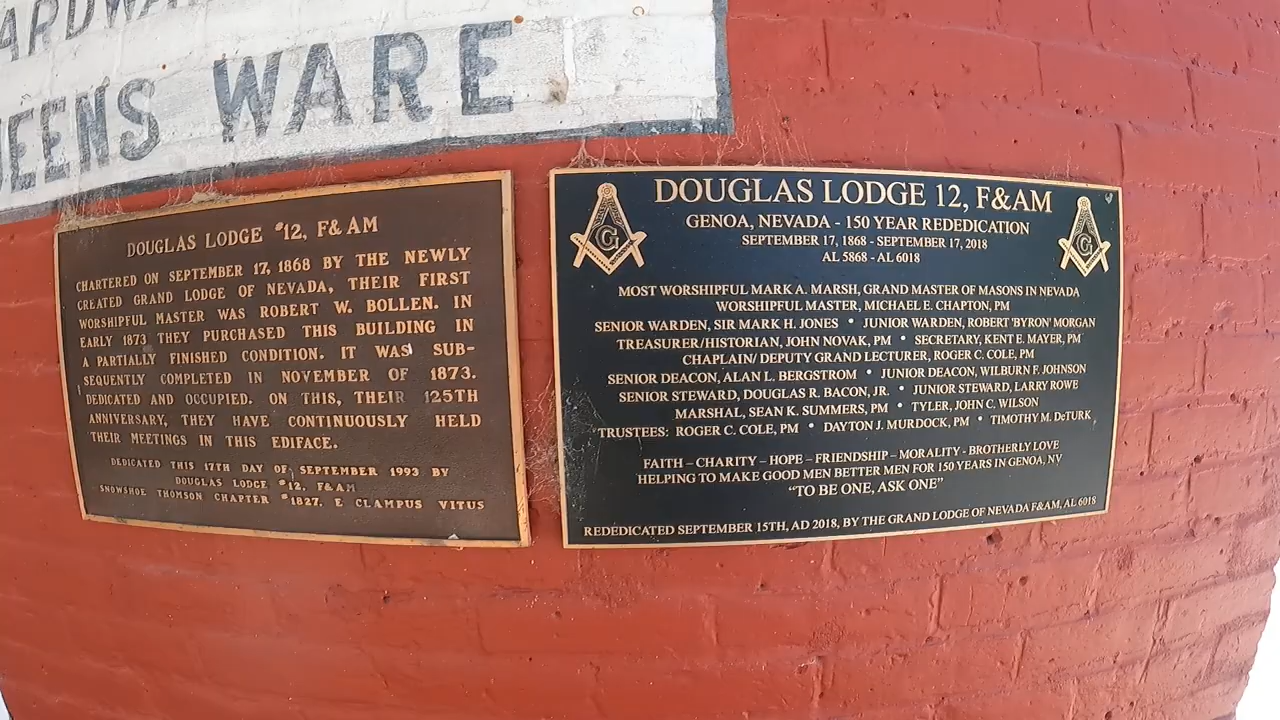 WARE
DOUGLAS LODGE #12, F&AM
CHARTERED ON SEPTEMBER 17, 1868 BY THE NEWLY
CREATED GRAND LODGE OF NEVADA, THEIR FIRST
WORSHIPFUL MASTER WAS ROBERT W. BOLLEN. IN
EARLY 1873 THEY PURCHASED THIS BUILDING IN
A PARTIALLY FINISHED CONDITION. IT WAS SUB-
SEQUENTLY COMPLETED IN NOVEMBER OF 1873.
DEDICATED AND OCCUPIED. ON THIS, THEIR 125TH
ANNIVERSARY, THEY HAVE CONTINUOUSLY HELD
THEIR MEETINGS IN THIS EDIFACE.
DEDICATED THIS 17TH DAY OF SEPTEMBER 1993 BY
DOUGLAS LODGE #12, F&AM
SNOWSHOE THOMSON CHAPTER #1827, E CLAMPUS VITUS
G
G
DOUGLAS LODGE 12, F&AM
GENOA, NEVADA - 150 YEAR REDEDICATION
SEPTEMBER 17, 1868 - SEPTEMBER 17, 2018
AL 5868 - AL 6018
MOST WORSHIPFUL MARK A. MARSH, GRAND MASTER OF MASONS IN NEVADA
WORSHIPFUL MASTER, MICHAEL E. CHAPTON, PM
SENIOR WARDEN, SIR MARK H. JONES • JUNIOR WARDEN, ROBERT 'BYRON' MORGAN
TREASURER/HISTORIAN, JOHN NOVAK, PM • SECRETARY, KENT E. MAYER, PM
CHAPLAIN/ DEPUTY GRAND LECTURER, ROGER C. COLE, PM
SENIOR DEACON, ALAN L. BERGSTROM • JUNIOR DEACON, WILBURN F. JOHNSON
SENIOR STEWARD, DOUGLAS R. BACON, JR. • JUNIOR STEWARD, LARRY ROWE
MARSHAL, SEAN K. SUMMERS, PM • TYLER, JOHN C. WILSON
TRUSTEES: ROGER C. COLE, PM • DAYTON J. MURDOCK, PM • TIMOTHY M. DeTURK
FAITH – CHARITY – HOPE – FRIENDSHIP – MORALITY - BROTHERLY LOVE
HELPING TO MAKE GOOD MEN BETTER MEN FOR 150 YEARS IN GENOA, NV
"TO BE ONE, ASK ONE"
REDEDICATED SEPTEMBER 15TH, AD 2018, BY THE GRAND LODGE OF NEVADA F&AM, AL 6018